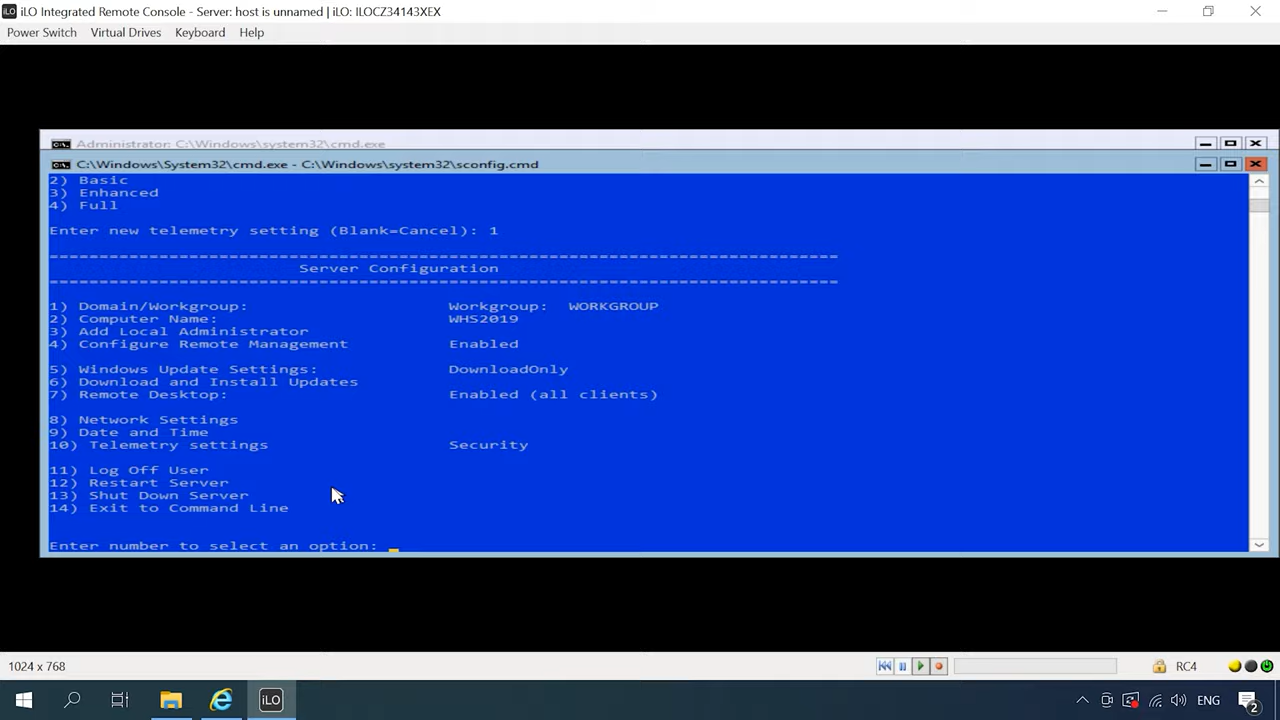 iLO Integrated Remote Console - Server: host is unnamed | iLO: ILOCZ34143XEX
Power Switch Virtual Drives Keyboard Help
Administrator: C:\Windows\system32\cmd.exe
C:\Windows\System32\cmd.exe - C:\Windows\system32\sconfig.cmd
2) Basic
3) Enhanced
4) Full
Enter new telemetry setting (Blank=Cancel): 1
===============================================================================
Server Configuration
===============================================================================
1) Domain/Workgroup: Workgroup: WORKGROUP
2) Computer Name: WHS2019
3) Add Local Administrator
4) Configure Remote Management Enabled
5) Windows Update Settings: DownloadOnly
6) Download and Install Updates
7) Remote Desktop: Enabled (all clients)
8) Network Settings
9) Date and Time
10) Telemetry settings Security
11) Log Off User
12) Restart Server
13) Shut Down Server
14) Exit to Command Line
Enter number to select an option:
1024 x 768 RC4
iLO ENG 2